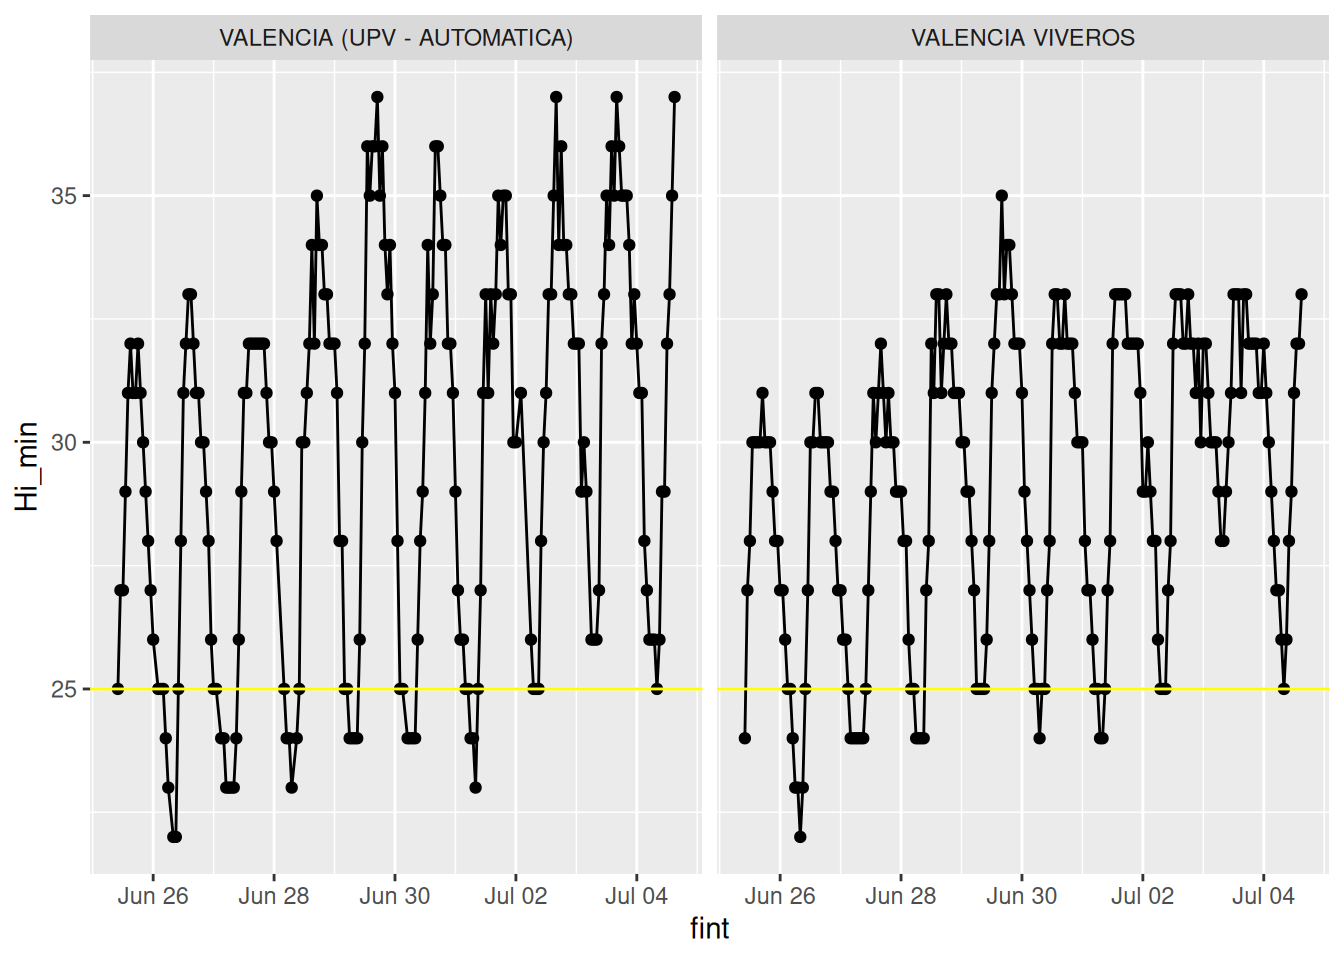 VALENCIA (UPV - AUTOMATICA)
VALENCIA VIVEROS
Hi_min
35
30
25
Jun 26
Jun 28
Jun 30
Jul 02
Jul 04
Jun 26
Jun 28
Jun 30
Jul 02
Jul 04
fint